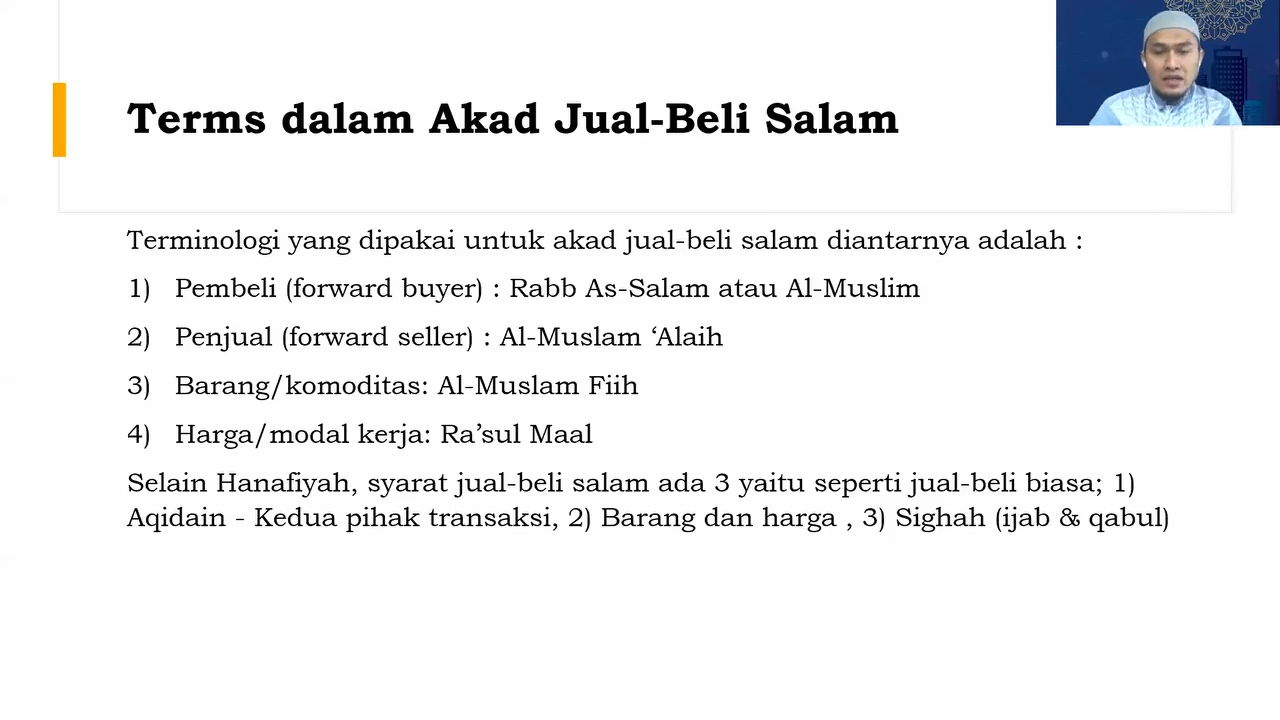 Terms dalam Akad Jual-Beli Salam
Terminologi yang dipakai untuk akad jual-beli salam diantarnya adalah :
1) Pembeli (forward buyer) : Rabb As-Salam atau Al-Muslim
2) Penjual (forward seller) : Al-Muslam ‘Alaih
3) Barang/komoditas: Al-Muslam Fiih
4) Harga/modal kerja: Ra’sul Maal
Selain Hanafiyah, syarat jual-beli salam ada 3 yaitu seperti jual-beli biasa; 1)
Aqidain - Kedua pihak transaksi, 2) Barang dan harga , 3) Sighah (ijab & qabul)